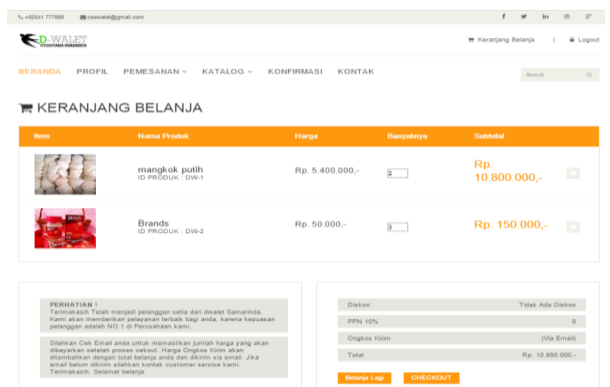 +62541 777888 cswwalet@gmail.com
D-WALET
Keranjang Belanja | Logout
BERANDA PROFIL PEMESANAN KATALOG KONFIRMASI KONTAK
Search
KERANJANG BELANJA
Item Nama Produk Harga Banyaknya Subtotal
mangkok putih
ID PRODUK : DW-1
Rp. 5.400.000,-
2
Rp.
10.800.000,-
Brands
ID PRODUK : DW-2
Rp. 50.000,-
3
Rp. 150.000,-
PERHATIAN !
Terimakasih Telah menjadi pelanggan setia dari dwalet Samarinda,
Kami akan memberikan pelayanan terbaik bagi anda, karena kepuasan
pelanggan adalah NO.1 di Perusahaan kami.
Silahkan Cek Email anda untuk memastikan jumlah harga yang akan
dibayarkan setelah proses cekout. Harga Ongkos Kirim akan
ditambahkan dengan total belanja anda dan dikirim via email. Jika
email belum dikirim silahkan kontak customer service kami.
Terimakasih. Selamat belanja.
Diskon Tidak Ada Diskon
PPN 10% 0
Ongkos Kirim (Via Email)
Total Rp. 10.950.000,-
Belanja Lagi CHECKOUT